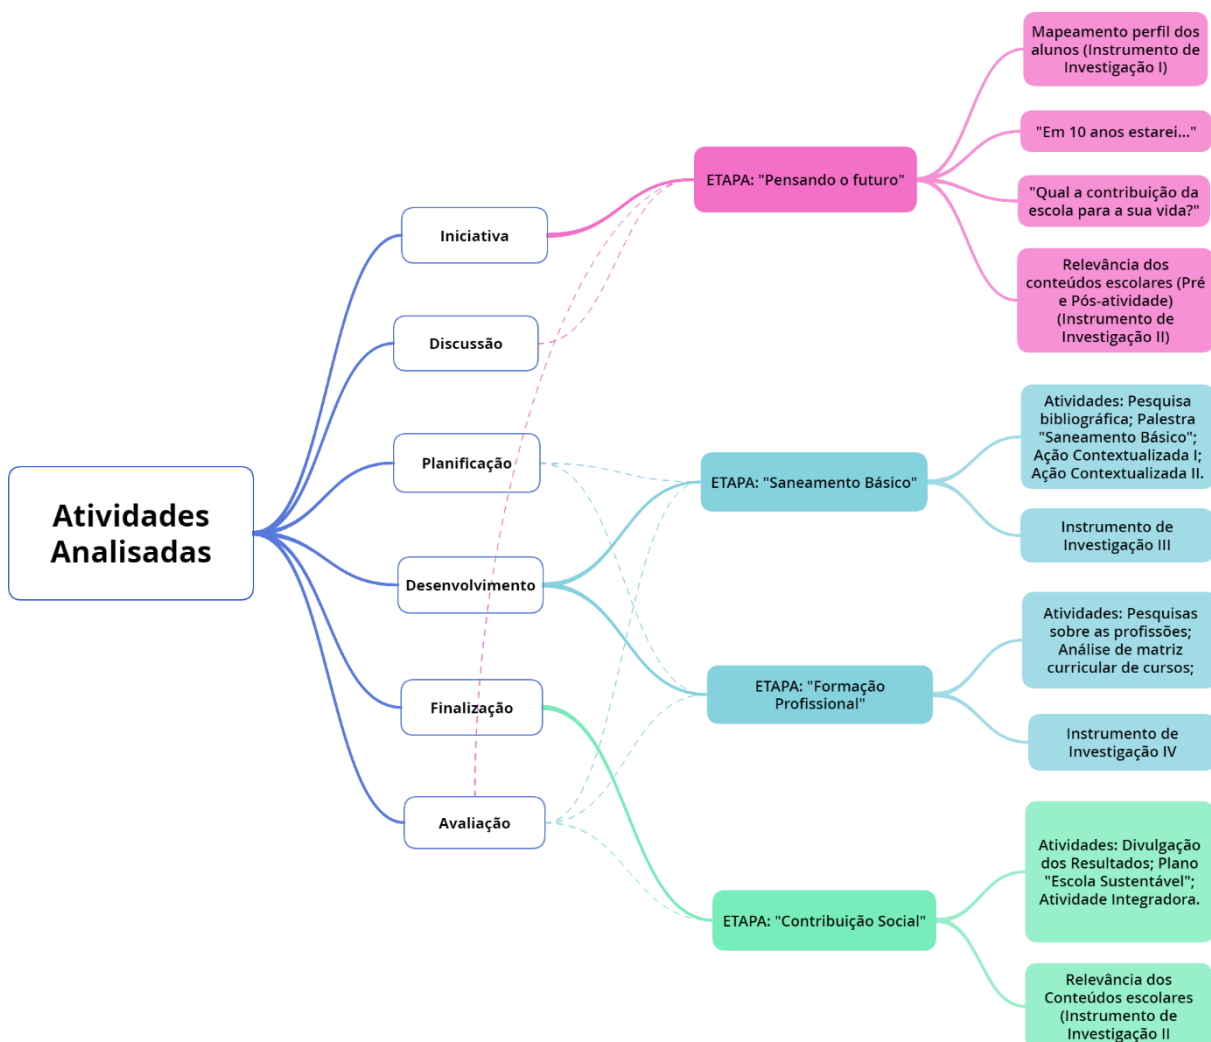 Atividades
Analisadas
Iniciativa
Discussão
Planificação
Desenvolvimento
Finalização
Avaliação
ETAPA: "Pensando o futuro"
Mapeamento perfil dos
alunos (Instrumento de
Investigação I)
"Em 10 anos estarei..."
"Qual a contribuição da
escola para a sua vida?"
Relevância dos
conteúdos escolares (Pré
e Pós-atividade)
(Instrumento de
Investigação II)
ETAPA: "Saneamento Básico"
Atividades: Pesquisa
bibliográfica; Palestra
"Saneamento Básico";
Ação Contextualizada I;
Ação Contextualizada II.
Instrumento de
Investigação III
ETAPA: "Formação
Profissional"
Atividades: Pesquisas
sobre as profissões;
Análise de matriz
curricular de cursos;
Instrumento de
Investigação IV
ETAPA: "Contribuição Social"
Atividades: Divulgação
dos Resultados; Plano
"Escola Sustentável";
Atividade Integradora.
Relevância dos
Conteúdos escolares
(Instrumento de
Investigação II